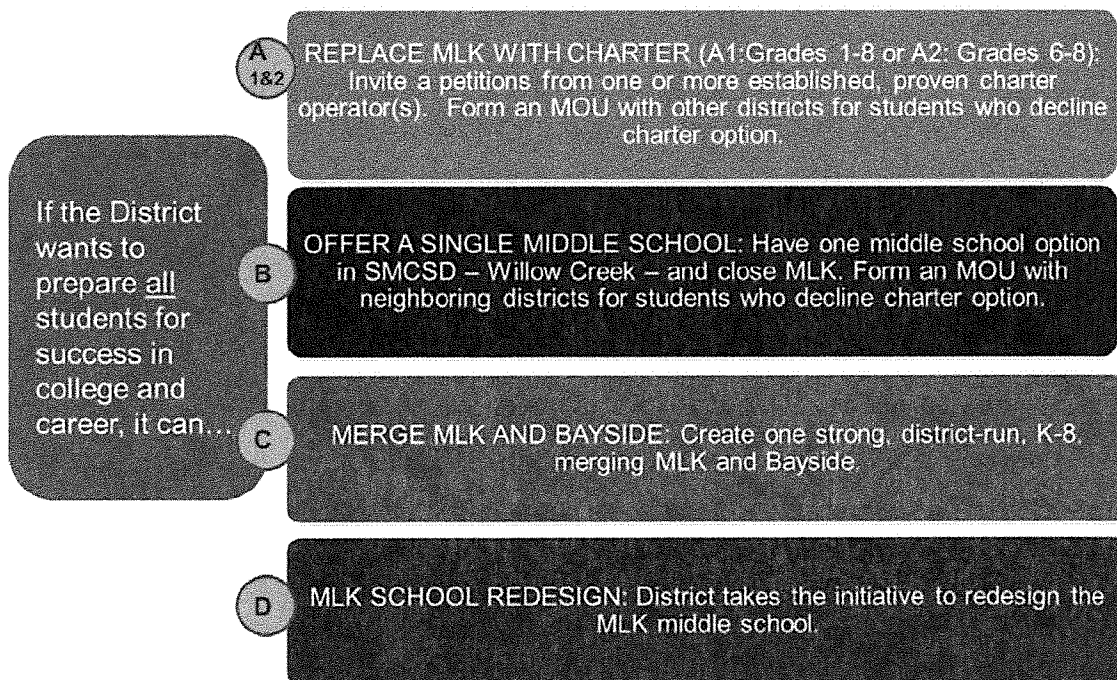 A
1&2
REPLACE MLK WITH CHARTER (A1:Grades 1-8 or A2: Grades 6-8):
Invite a petitions from one or more established, proven charter
operator(s). Form an MOU with other districts for students who decline
charter option.
If the District
wants to
prepare all
students for
success in
college and
career, it can…
B
OFFER A SINGLE MIDDLE SCHOOL: Have one middle school option
in SMCSD – Willow Creek – and close MLK. Form an MOU with
neighboring districts for students who decline charter option.
C
MERGE MLK AND BAYSIDE: Create one strong, district-run, K-8,
merging MLK and Bayside.
D
MLK SCHOOL REDESIGN: District takes the initiative to redesign the
MLK middle school.